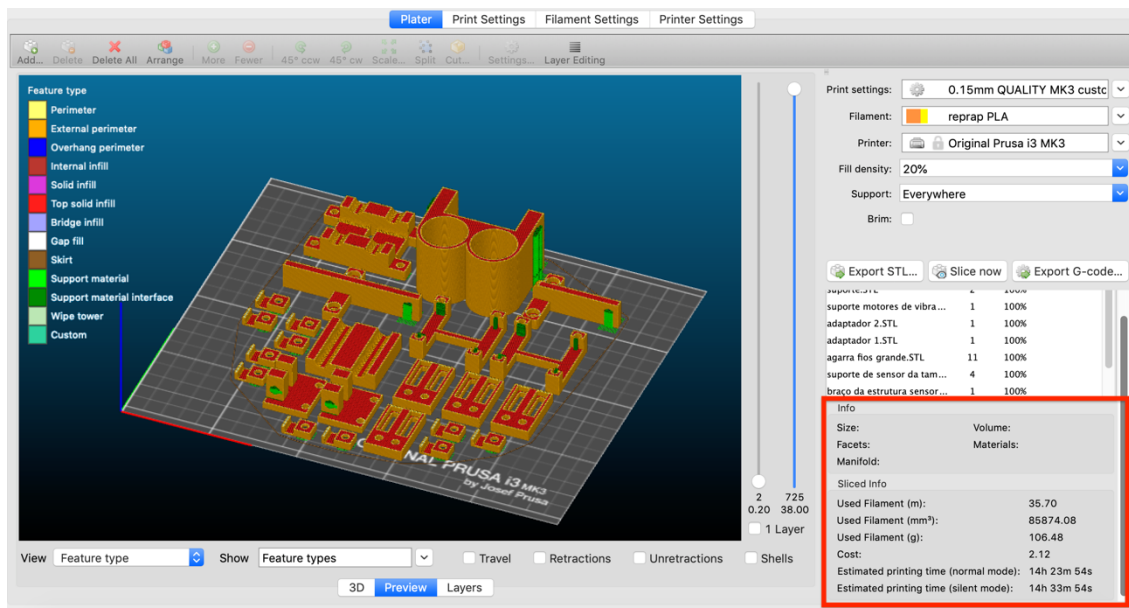 Plater Print Settings Filament Settings Printer Settings
Add... Delete Delete All Arrange More Fewer 45° ccw 45° cw Scale... Split Cut... Settings... Layer Editing
Feature type
Perimeter
External perimeter
Overhang perimeter
Internal infill
Solid infill
Top solid infill
Bridge infill
Gap fill
Skirt
Support material
Support material interface
Wipe tower
Custom
ORIGINAL PRUSA i3 MK3
by Josef Prusa
2 725
0.20 38.00
1 Layer
View Feature type Show Feature types Travel Retractions Unretractions Shells
3D Preview Layers
Print settings: 0.15mm QUALITY MK3 custo
Filament: reprap PLA
Printer: Original Prusa i3 MK3
Fill density: 20%
Support: Everywhere
Brim:
Export STL... Slice now Export G-code...
suporte.STL 2 100%
suporte motores de vibra... 1 100%
adaptador 2.STL 1 100%
adaptador 1.STL 1 100%
agarra fios grande.STL 11 100%
suporte de sensor da tam... 4 100%
braço da estrutura sensor... 1 100%
Info
Size: Volume:
Facets: Materials:
Manifold:
Sliced Info
Used Filament (m): 35.70
Used Filament (mm³): 85874.08
Used Filament (g): 106.48
Cost: 2.12
Estimated printing time (normal mode): 14h 23m 54s
Estimated printing time (silent mode): 14h 33m 54s